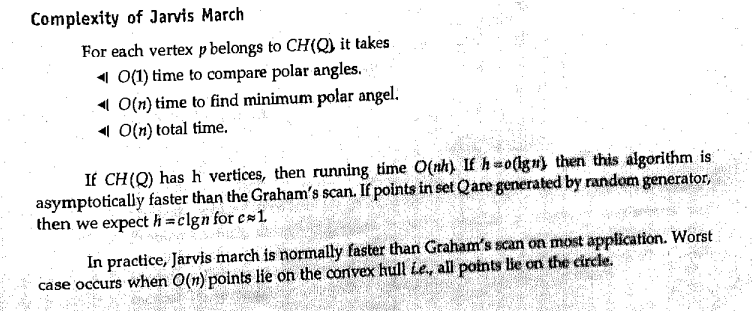 Complexity of Jarvis March
For each vertex p belongs to CH(Q), it takes
◄ O(1) time to compare polar angles.
◄ O(n) time to find minimum polar angel.
◄ O(n) total time.
If CH(Q) has h vertices, then running time O(nh). If h = o(lgn), then this algorithm is
asymptotically faster than the Graham's scan. If points in set Q are generated by random generator,
then we expect h = clgn for c≈1.
In practice, Jarvis march is normally faster than Graham's scan on most application. Worst
case occurs when O(n) points lie on the convex hull i.e., all points lie on the circle.